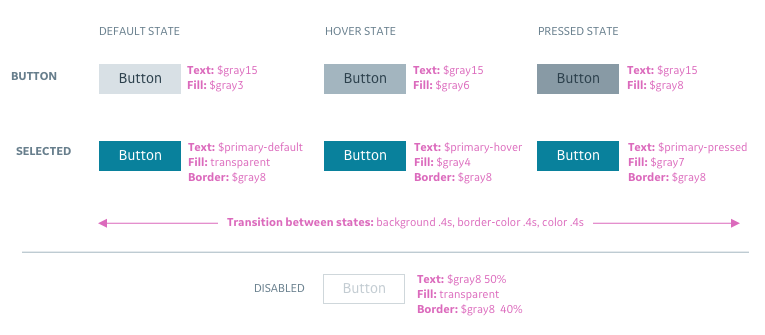 DEFAULT STATE
HOVER STATE
PRESSED STATE
BUTTON
Button
Text: $gray15
Fill: $gray3
Button
Text: $gray15
Fill: $gray6
Button
Text: $gray15
Fill: $gray8
SELECTED
Button
Text: $primary-default
Fill: transparent
Border: $gray8
Button
Text: $primary-hover
Fill: $gray4
Border: $gray8
Button
Text: $primary-pressed
Fill: $gray7
Border: $gray8
Transition between states: background .4s, border-color .4s, color .4s
DISABLED
Button
Text: $gray8 50%
Fill: transparent
Border: $gray8 40%